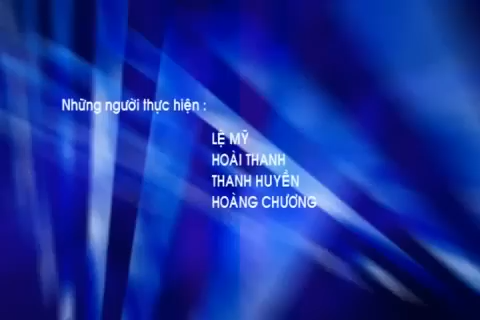 Những người thực hiện :
LỆ MỸ
HOÀI THANH
THANH HUYỀN
HOÀNG CHƯƠNG